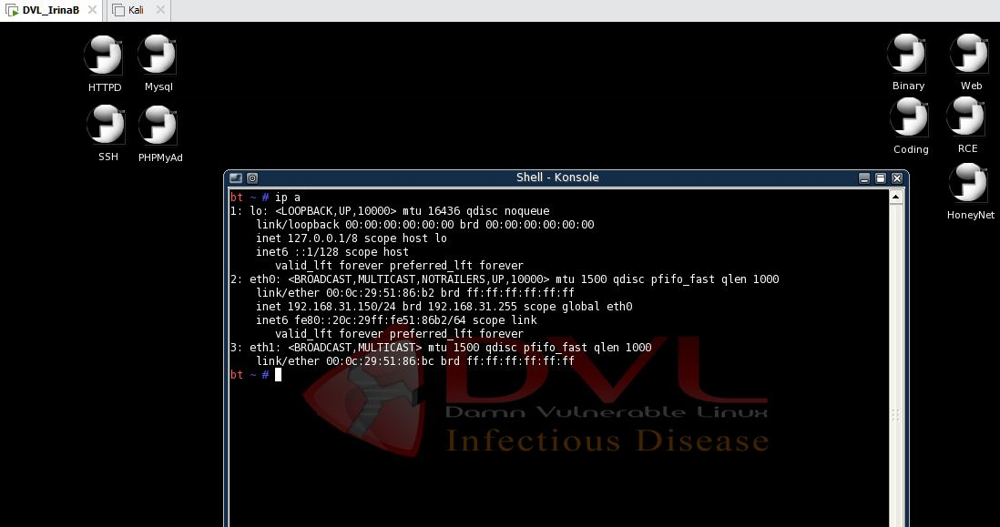 DVL_IrinaB
Kali
HTTPD
Mysql
SSH
PHPMyAd
Binary
Web
Coding
RCE
HoneyNet
Shell - Konsole
bt ~ # ip a
1: lo: <LOOPBACK,UP,10000> mtu 16436 qdisc noqueue
    link/loopback 00:00:00:00:00:00 brd 00:00:00:00:00:00
    inet 127.0.0.1/8 scope host lo
    inet6 ::1/128 scope host
       valid_lft forever preferred_lft forever
2: eth0: <BROADCAST,MULTICAST,NOTRAILERS,UP,10000> mtu 1500 qdisc pfifo_fast qlen 1000
    link/ether 00:0c:29:51:86:b2 brd ff:ff:ff:ff:ff:ff
    inet 192.168.31.150/24 brd 192.168.31.255 scope global eth0
    inet6 fe80::20c:29ff:fe51:86b2/64 scope link
       valid_lft forever preferred_lft forever
3: eth1: <BROADCAST,MULTICAST> mtu 1500 qdisc pfifo_fast qlen 1000
    link/ether 00:0c:29:51:86:bc brd ff:ff:ff:ff:ff:ff
bt ~ #
DVL
Damn Vulnerable Linux
Infectious Disease